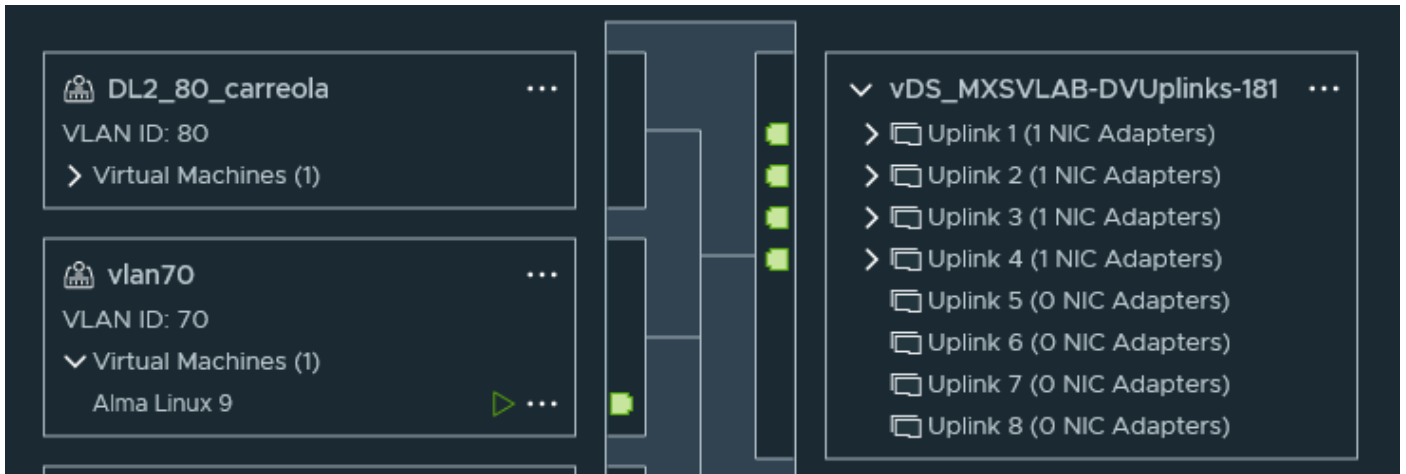 DL2_80_carreola
VLAN ID: 80
Virtual Machines (1)
vlan70
VLAN ID: 70
Virtual Machines (1)
Alma Linux 9
vDS_MXSVLAB-DVUplinks-181
Uplink 1 (1 NIC Adapters)
Uplink 2 (1 NIC Adapters)
Uplink 3 (1 NIC Adapters)
Uplink 4 (1 NIC Adapters)
Uplink 5 (0 NIC Adapters)
Uplink 6 (0 NIC Adapters)
Uplink 7 (0 NIC Adapters)
Uplink 8 (0 NIC Adapters)